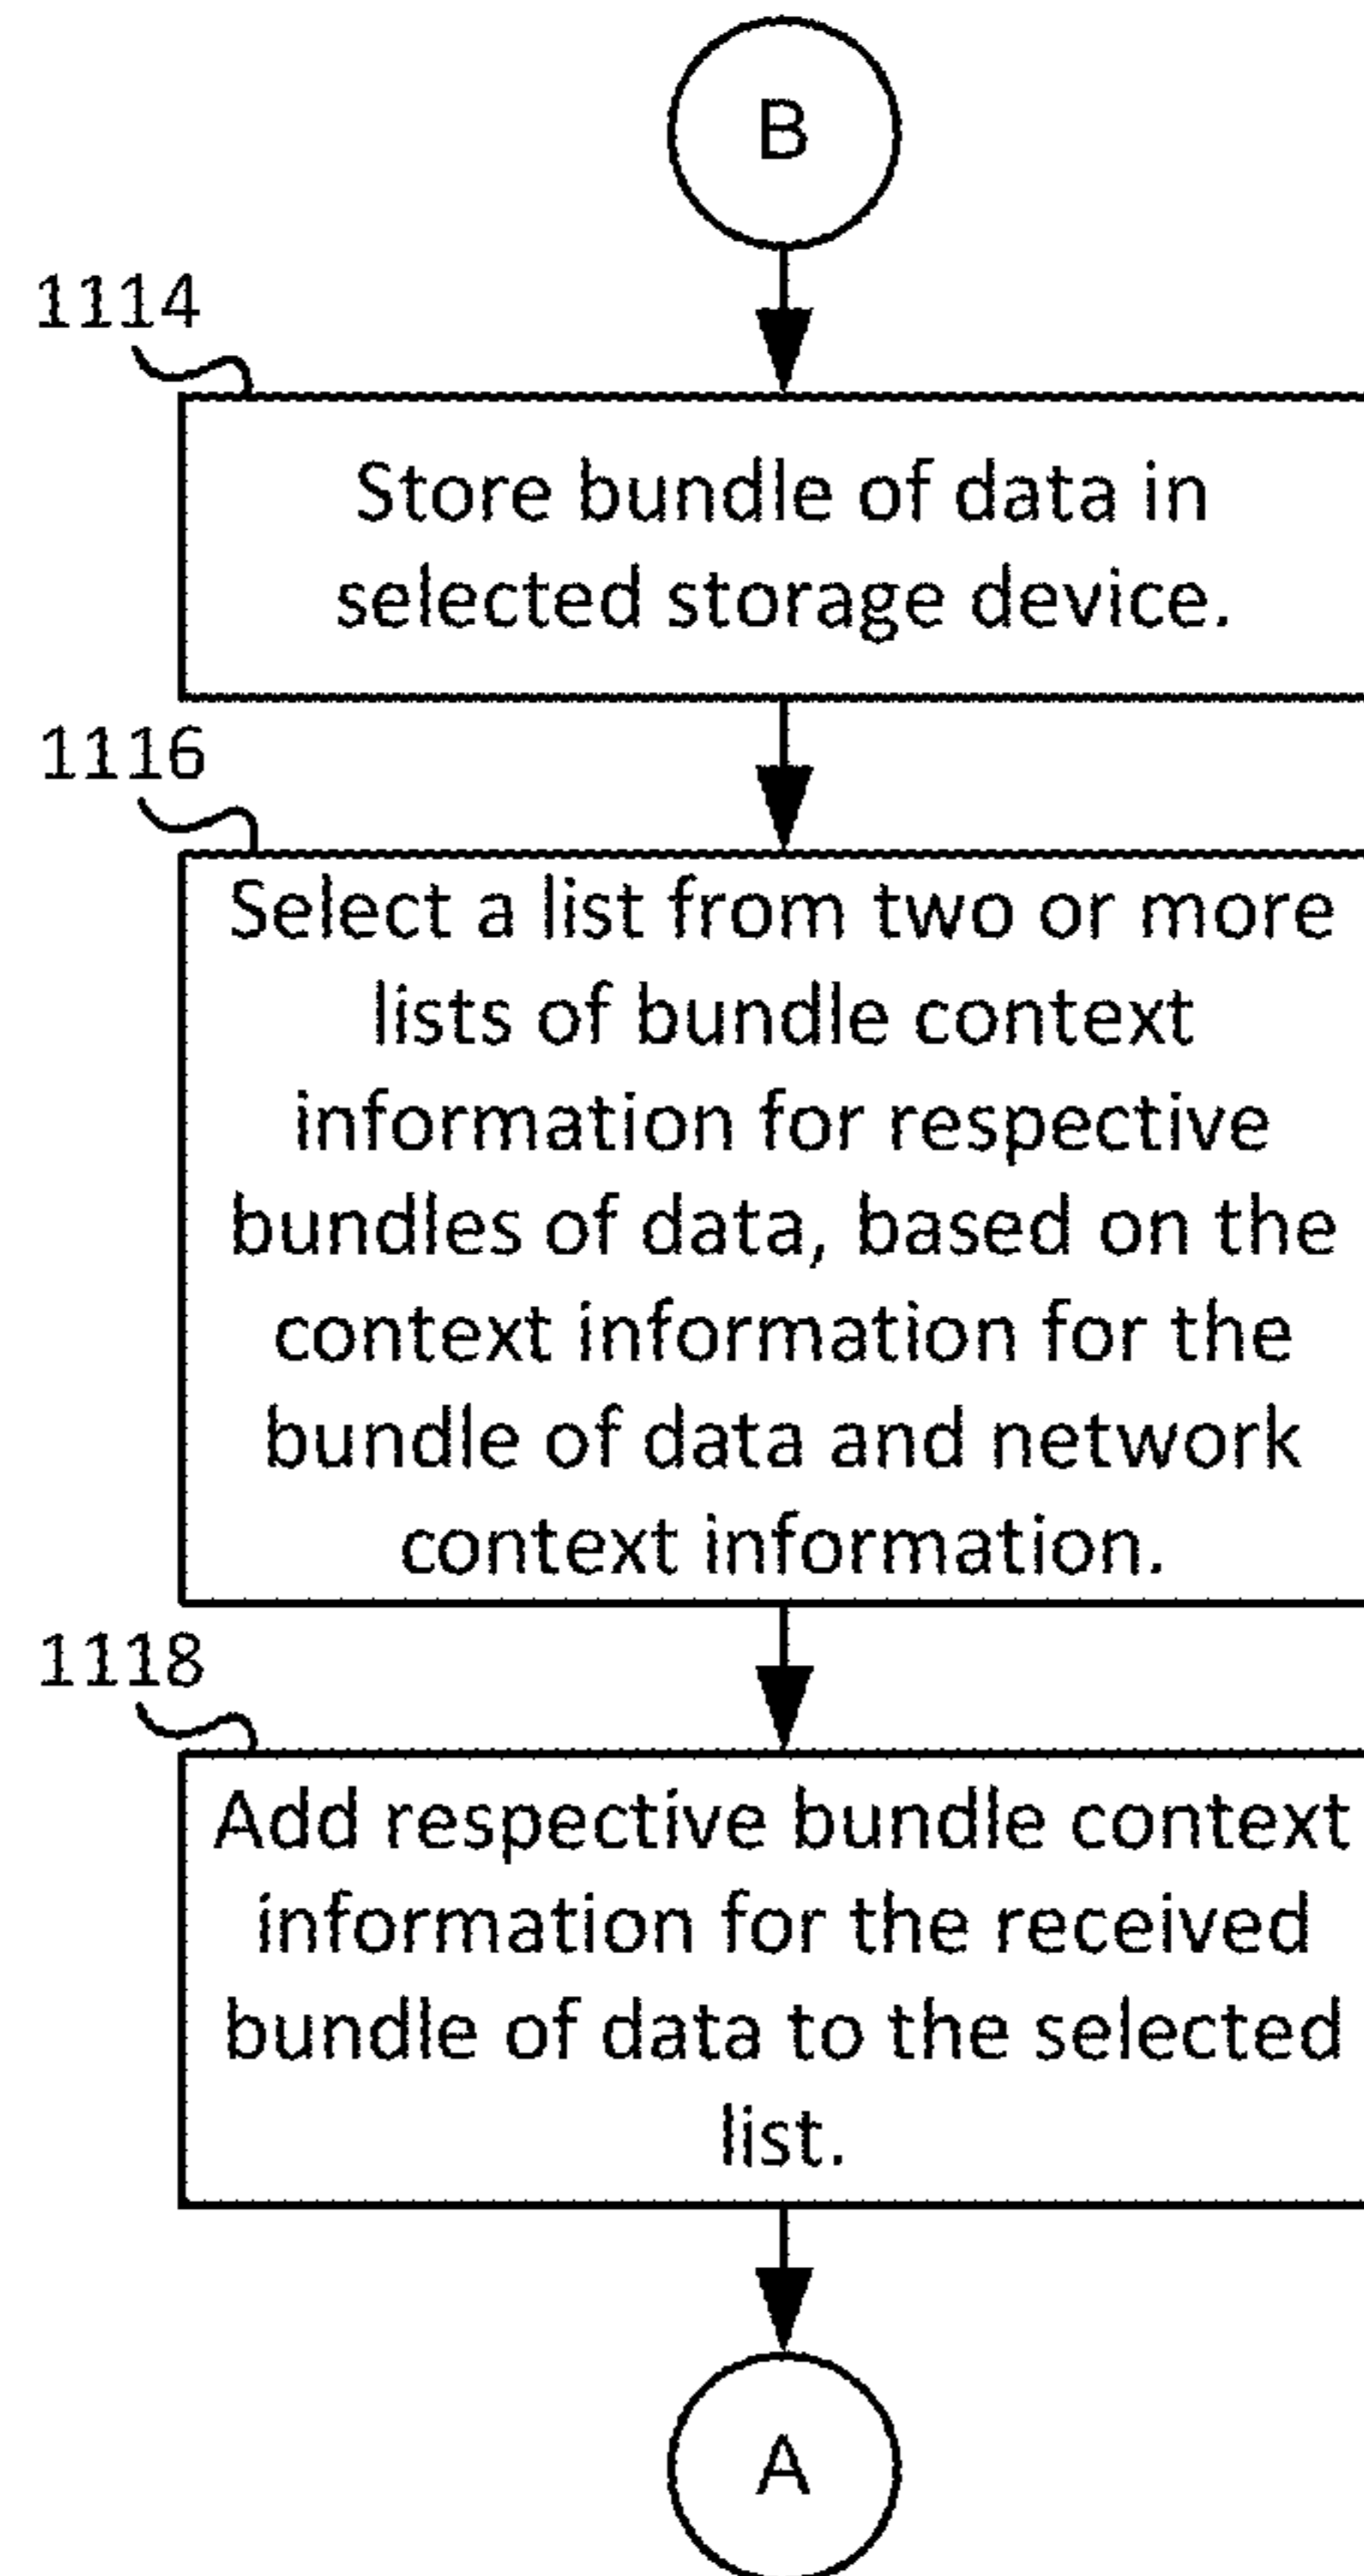 B
1114
Store bundle of data in
selected storage device.
1116
Select a list from two or more
lists of bundle context
information for respective
bundles of data, based on the
context information for the
bundle of data and network
context information.
1118
Add respective bundle context
information for the received
bundle of data to the selected
list.
A